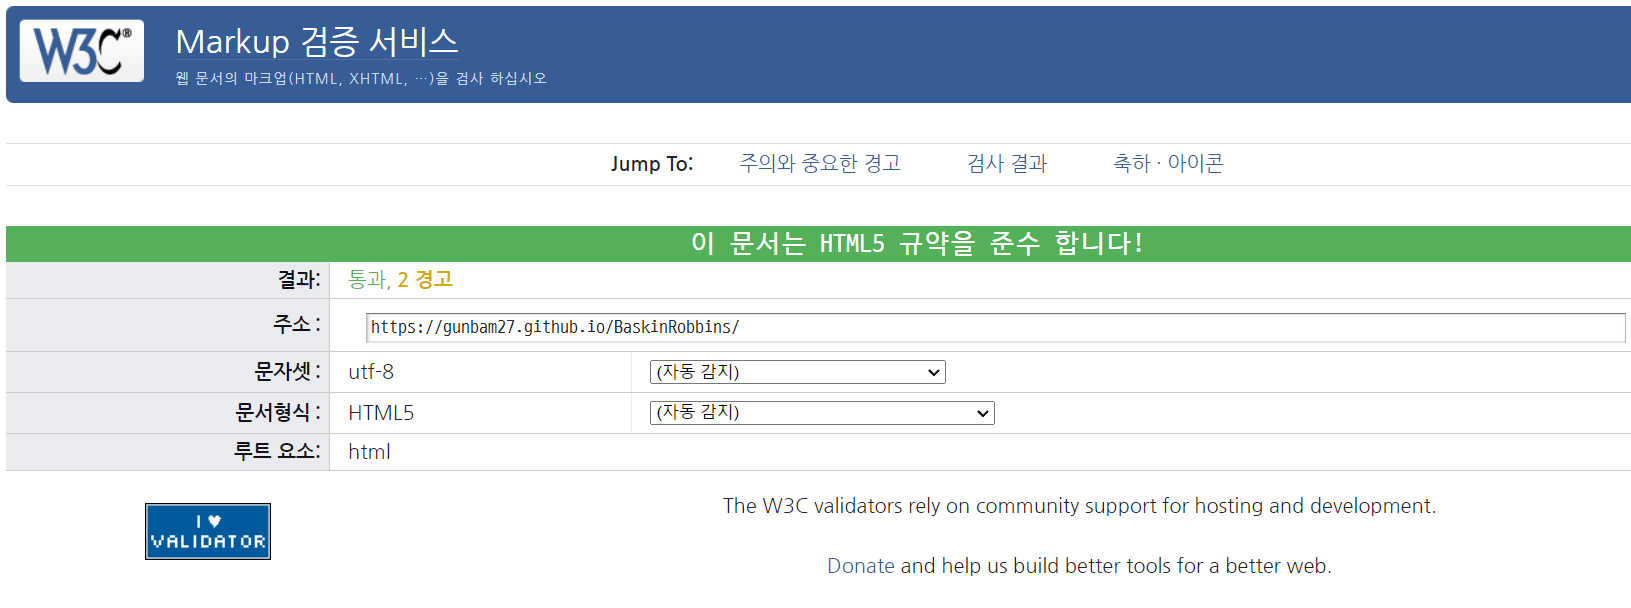 W3C®
Markup 검증 서비스
웹 문서의 마크업(HTML, XHTML, …)을 검사 하십시오
Jump To: 주의와 중요한 경고 검사 결과 축하 · 아이콘
이 문서는 HTML5 규약을 준수 합니다!
결과: 통과, 2 경고
주소 : https://gunbam27.github.io/BaskinRobbins/
문자셋 : utf-8 (자동 감지)
문서형식 : HTML5 (자동 감지)
루트 요소: html
I ♥
VALIDATOR
The W3C validators rely on community support for hosting and development.
Donate and help us build better tools for a better web.